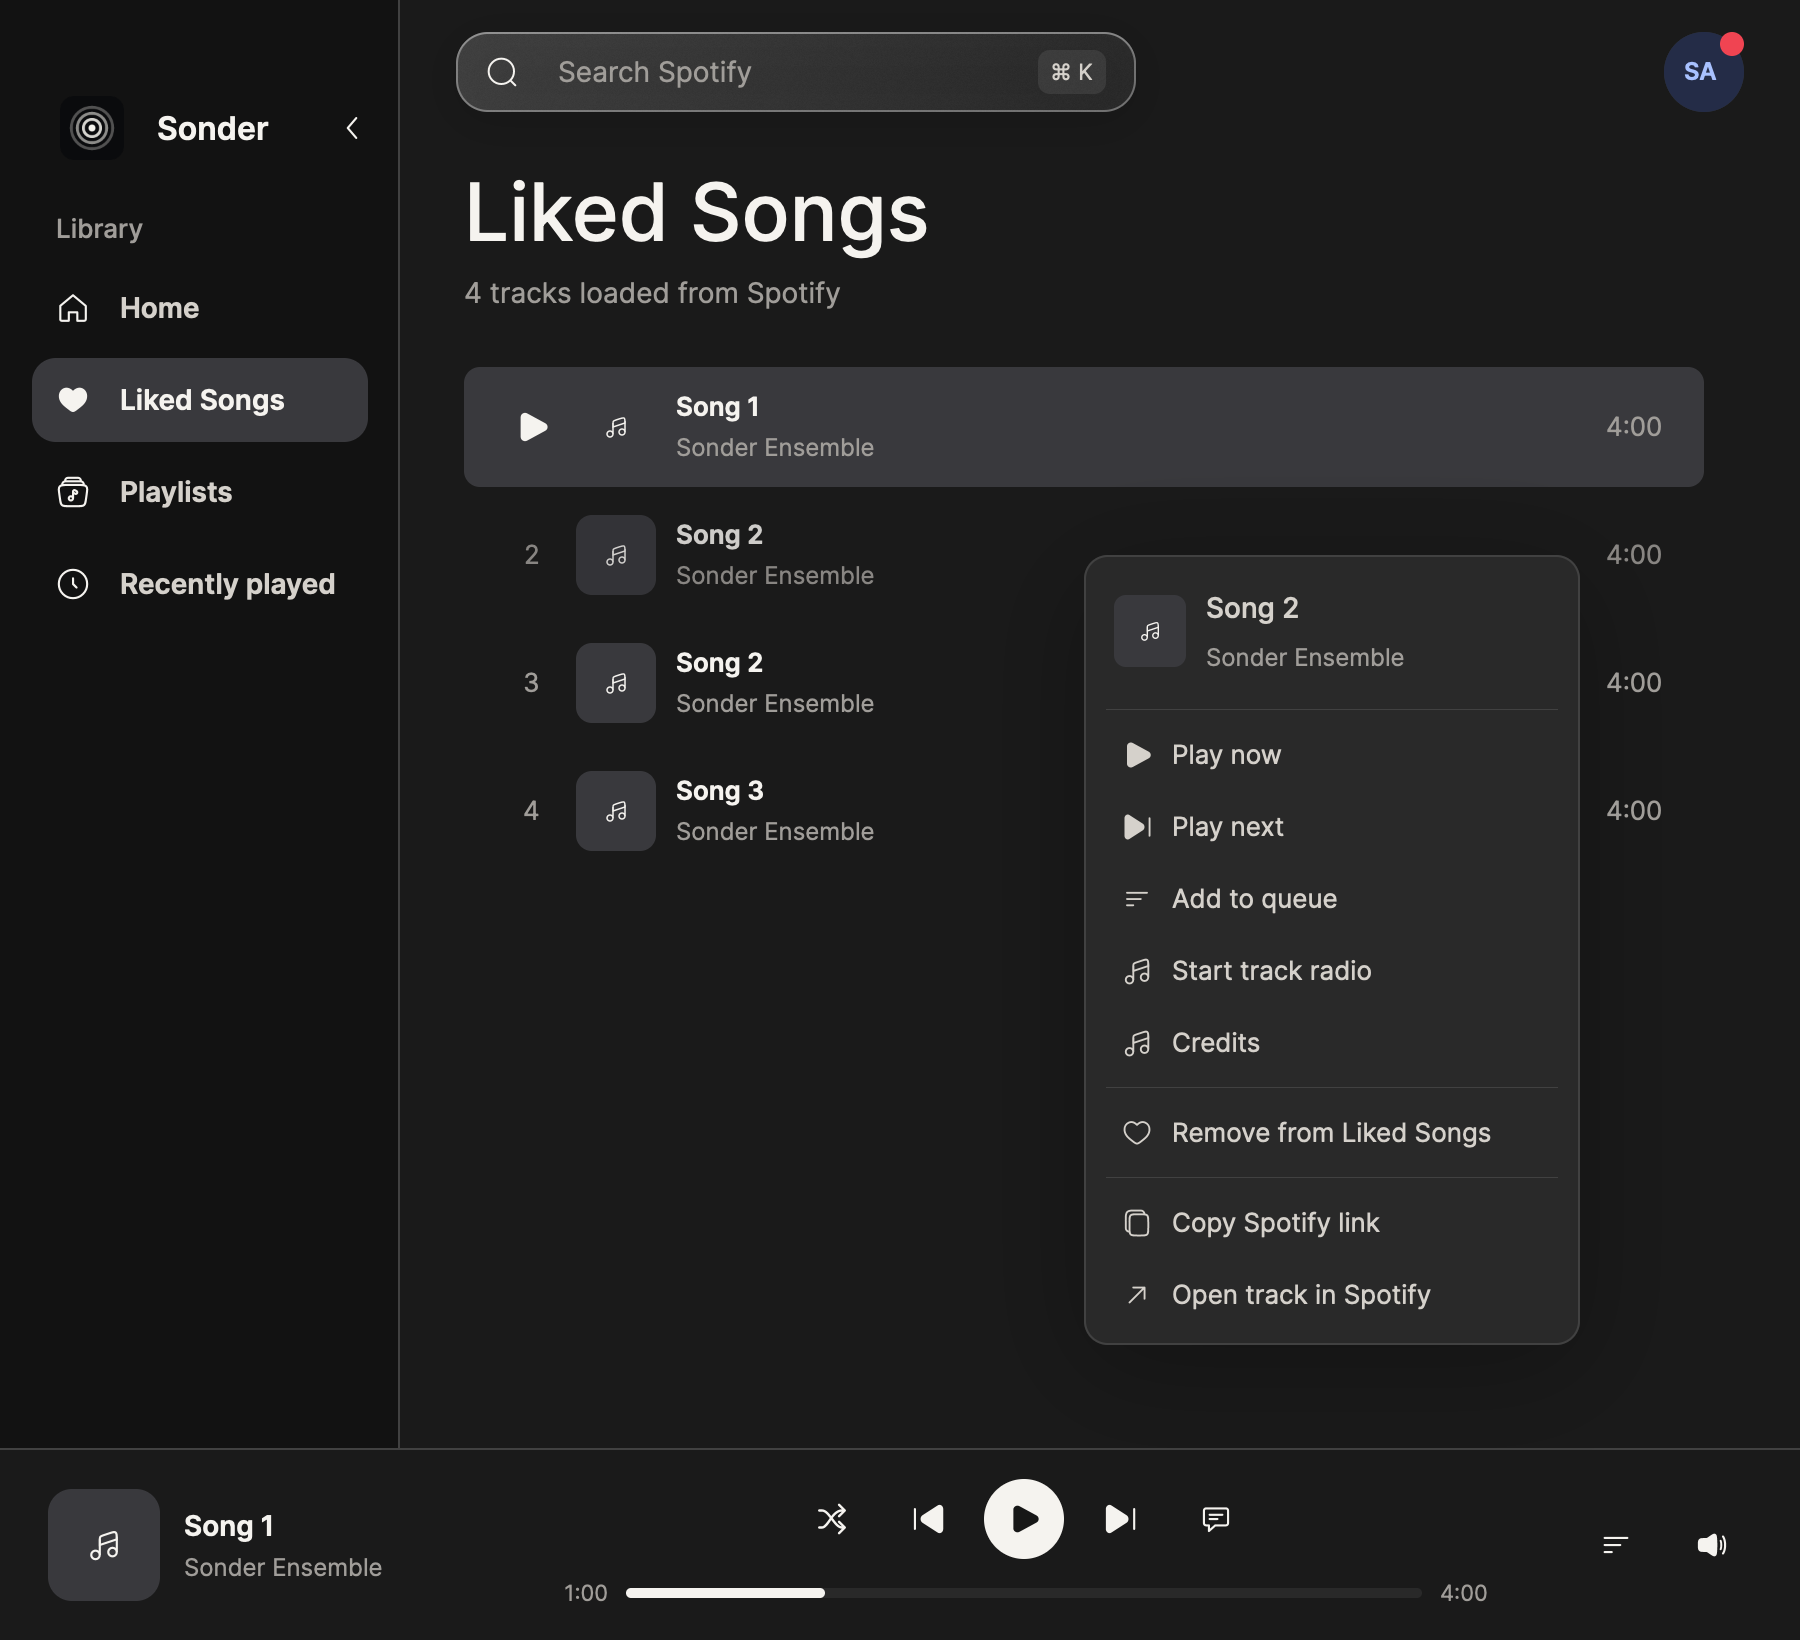 Sonder
Library
Home
Liked Songs
Playlists
Recently played
Search Spotify
⌘ K
SA
Liked Songs
4 tracks loaded from Spotify
Song 1
Sonder Ensemble
4:00
2
Song 2
Sonder Ensemble
4:00
3
Song 2
Sonder Ensemble
4:00
4
Song 3
Sonder Ensemble
4:00
Song 2
Sonder Ensemble
Play now
Play next
Add to queue
Start track radio
Credits
Remove from Liked Songs
Copy Spotify link
Open track in Spotify
Song 1
Sonder Ensemble
1:00
4:00